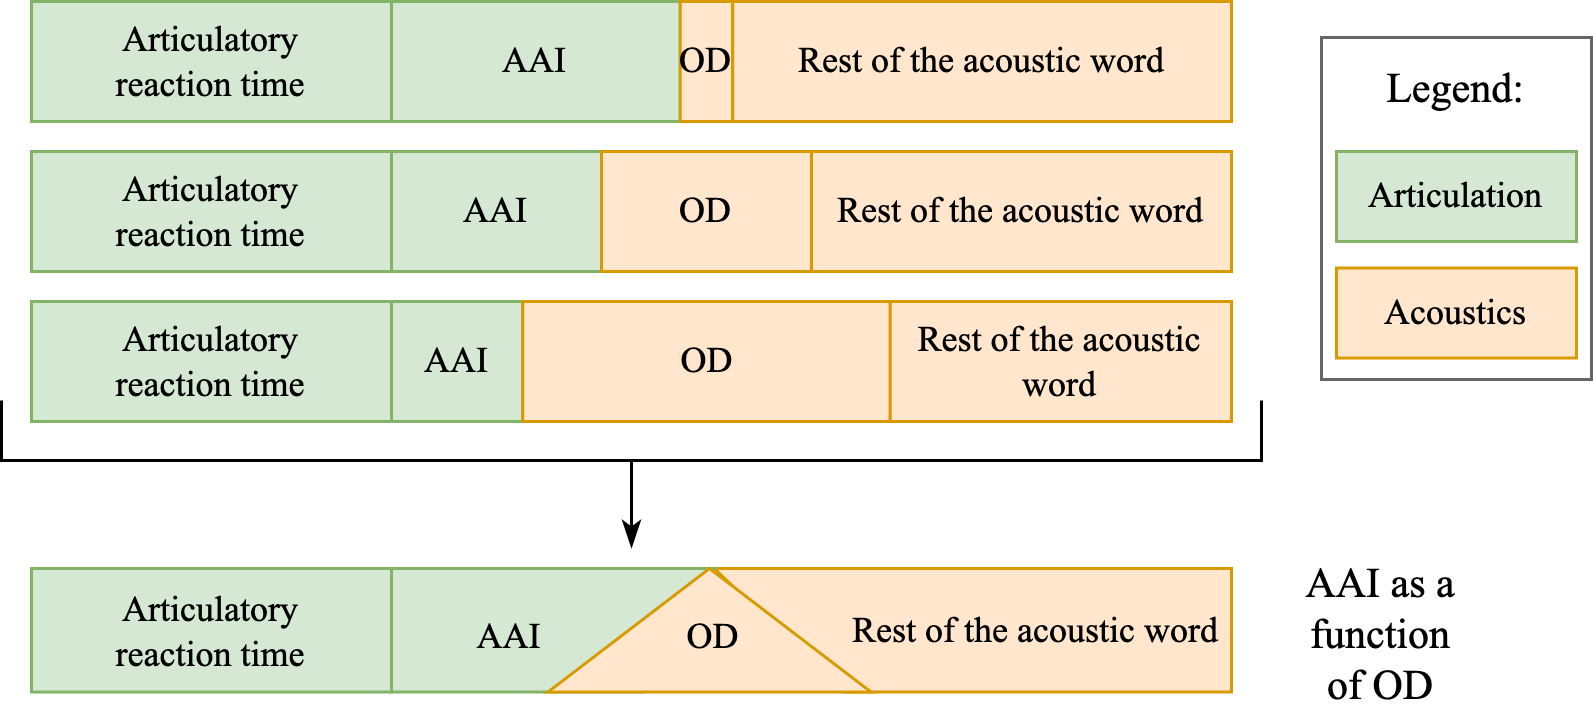 Articulatory
reaction time
AAI
OD
Rest of the acoustic word
Articulatory
reaction time
AAI
OD
Rest of the acoustic word
Articulatory
reaction time
AAI
OD
Rest of the acoustic
word
Articulatory
reaction time
AAI
OD
Rest of the acoustic word
AAI as a
function
of OD
Legend:
Articulation
Acoustics